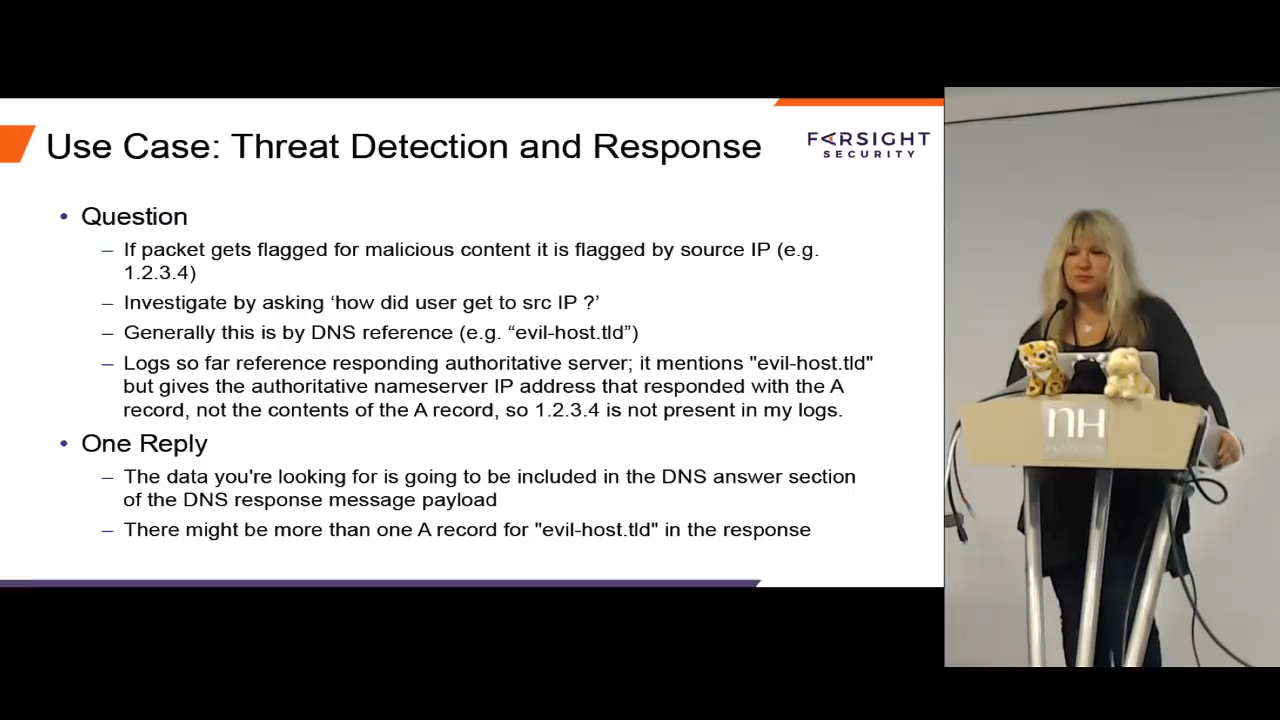 Use Case: Threat Detection and Response
FARSIGHT
SECURITY
• Question
– If packet gets flagged for malicious content it is flagged by source IP (e.g.
1.2.3.4)
– Investigate by asking ‘how did user get to src IP ?’
– Generally this is by DNS reference (e.g. “evil-host.tld”)
– Logs so far reference responding authoritative server; it mentions "evil-host.tld"
but gives the authoritative nameserver IP address that responded with the A
record, not the contents of the A record, so 1.2.3.4 is not present in my logs.
• One Reply
– The data you're looking for is going to be included in the DNS answer section
of the DNS response message payload
– There might be more than one A record for "evil-host.tld" in the response
NH